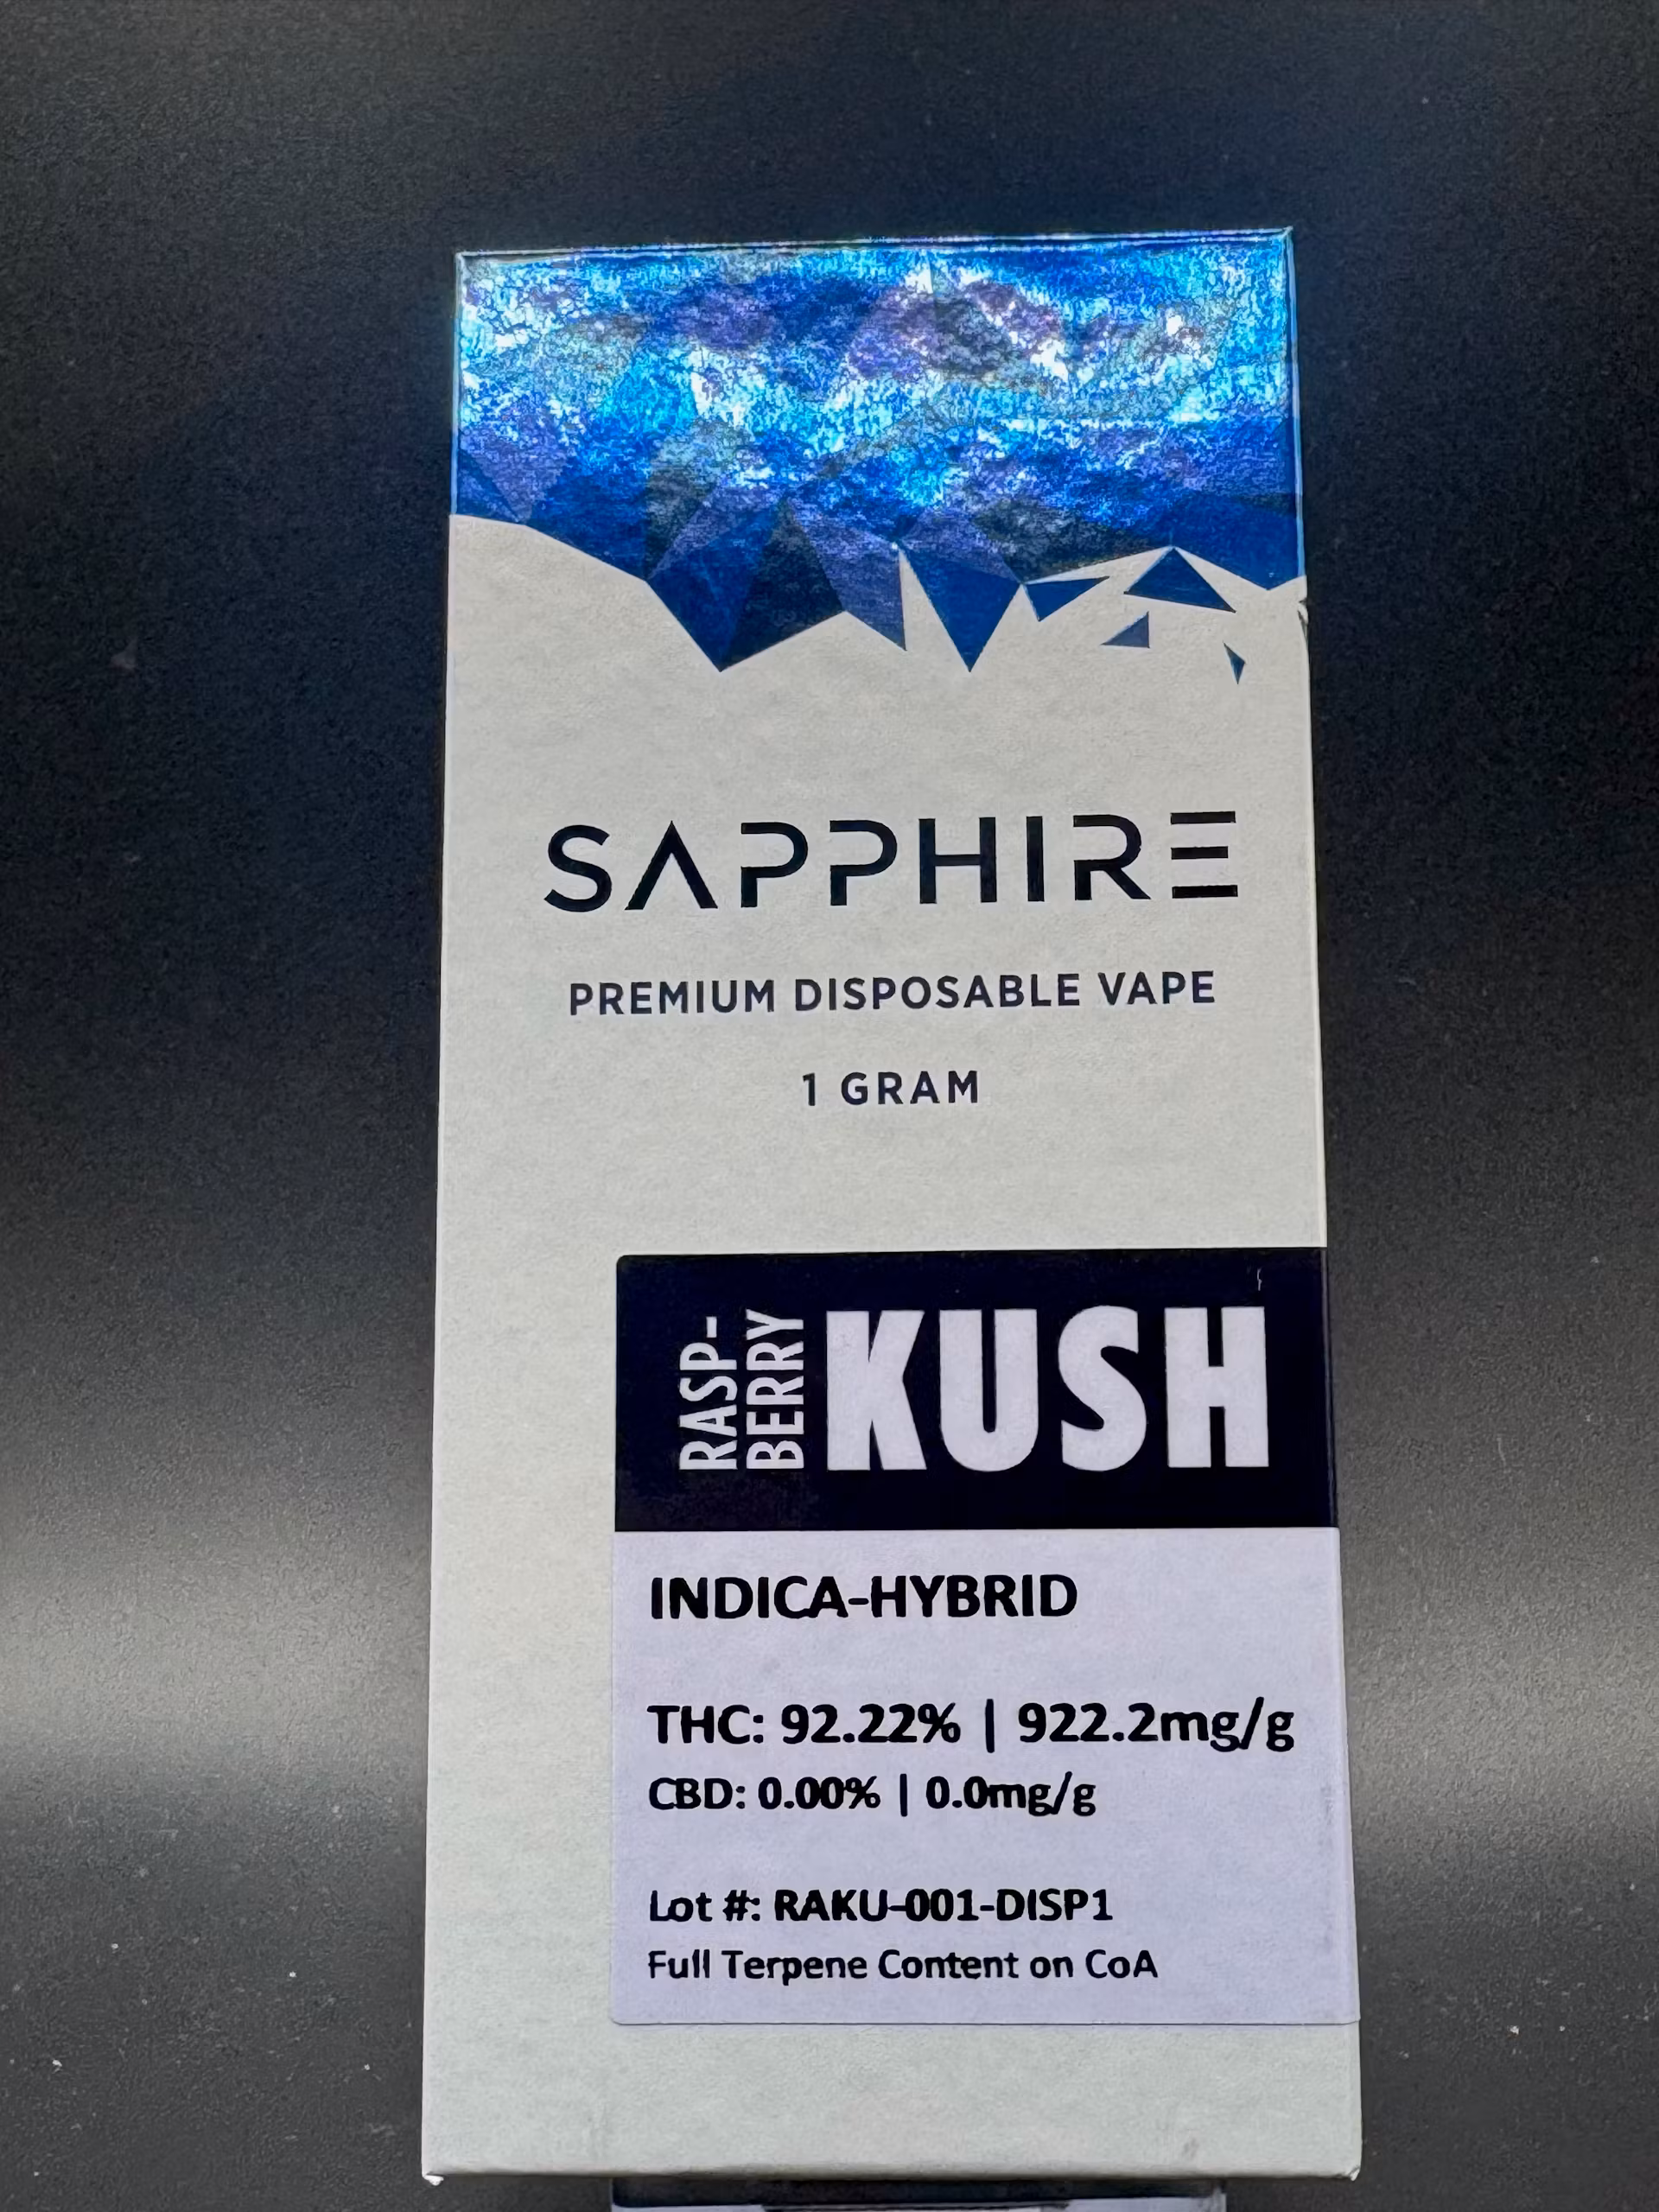 SAPPHIRE
PREMIUM DISPOSABLE VAPE
1 GRAM
RASP-
BERRY
KUSH
INDICA-HYBRID
THC: 92.22% | 922.2mg/g
CBD: 0.00% | 0.0mg/g
Lot #: RAKU-001-DISP1
Full Terpene Content on CoA